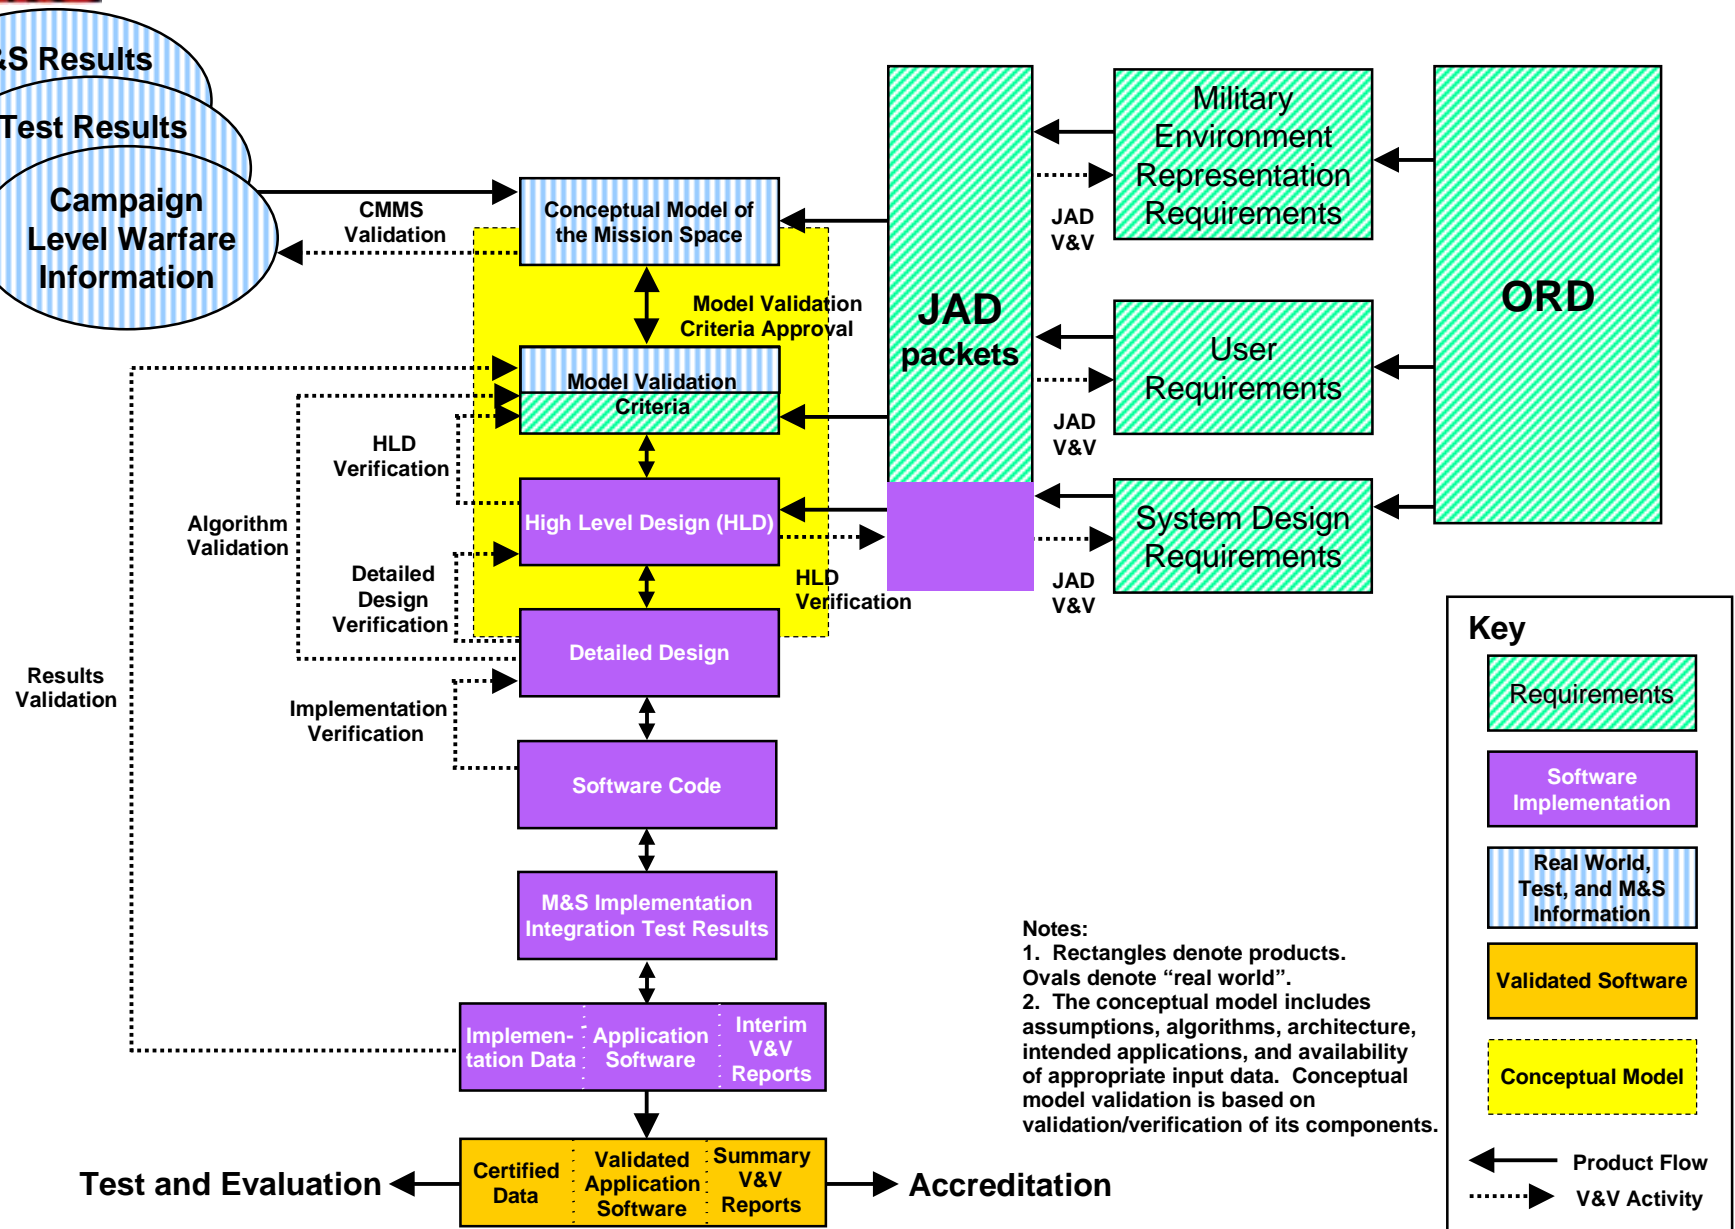 &S Results
Test Results
Campaign
Level Warfare
Information
CMMS
Validation
Conceptual Model of
the Mission Space
Model Validation
Criteria Approval
Model Validation
Criteria
HLD
Verification
High Level Design (HLD)
Algorithm
Validation
Detailed
Design
Verification
HLD
Verification
Detailed Design
Results
Validation
Implementation
Verification
Software Code
M&S Implementation
Integration Test Results
Implemen-
tation Data
Application
Software
Interim
V&V
Reports
Certified
Data
Validated
Application
Software
Summary
V&V
Reports
Test and Evaluation
Accreditation
JAD
packets
Military
Environment
Representation
Requirements
JAD
V&V
User
Requirements
JAD
V&V
System Design
Requirements
JAD
V&V
ORD
Notes:
1.  Rectangles denote products.
Ovals denote “real world”.
2.  The conceptual model includes
assumptions, algorithms, architecture,
intended applications, and availability
of appropriate input data.  Conceptual
model validation is based on
validation/verification of its components.
Key
Requirements
Software
Implementation
Real World,
Test, and M&S
Information
Validated Software
Conceptual Model
Product Flow
V&V Activity